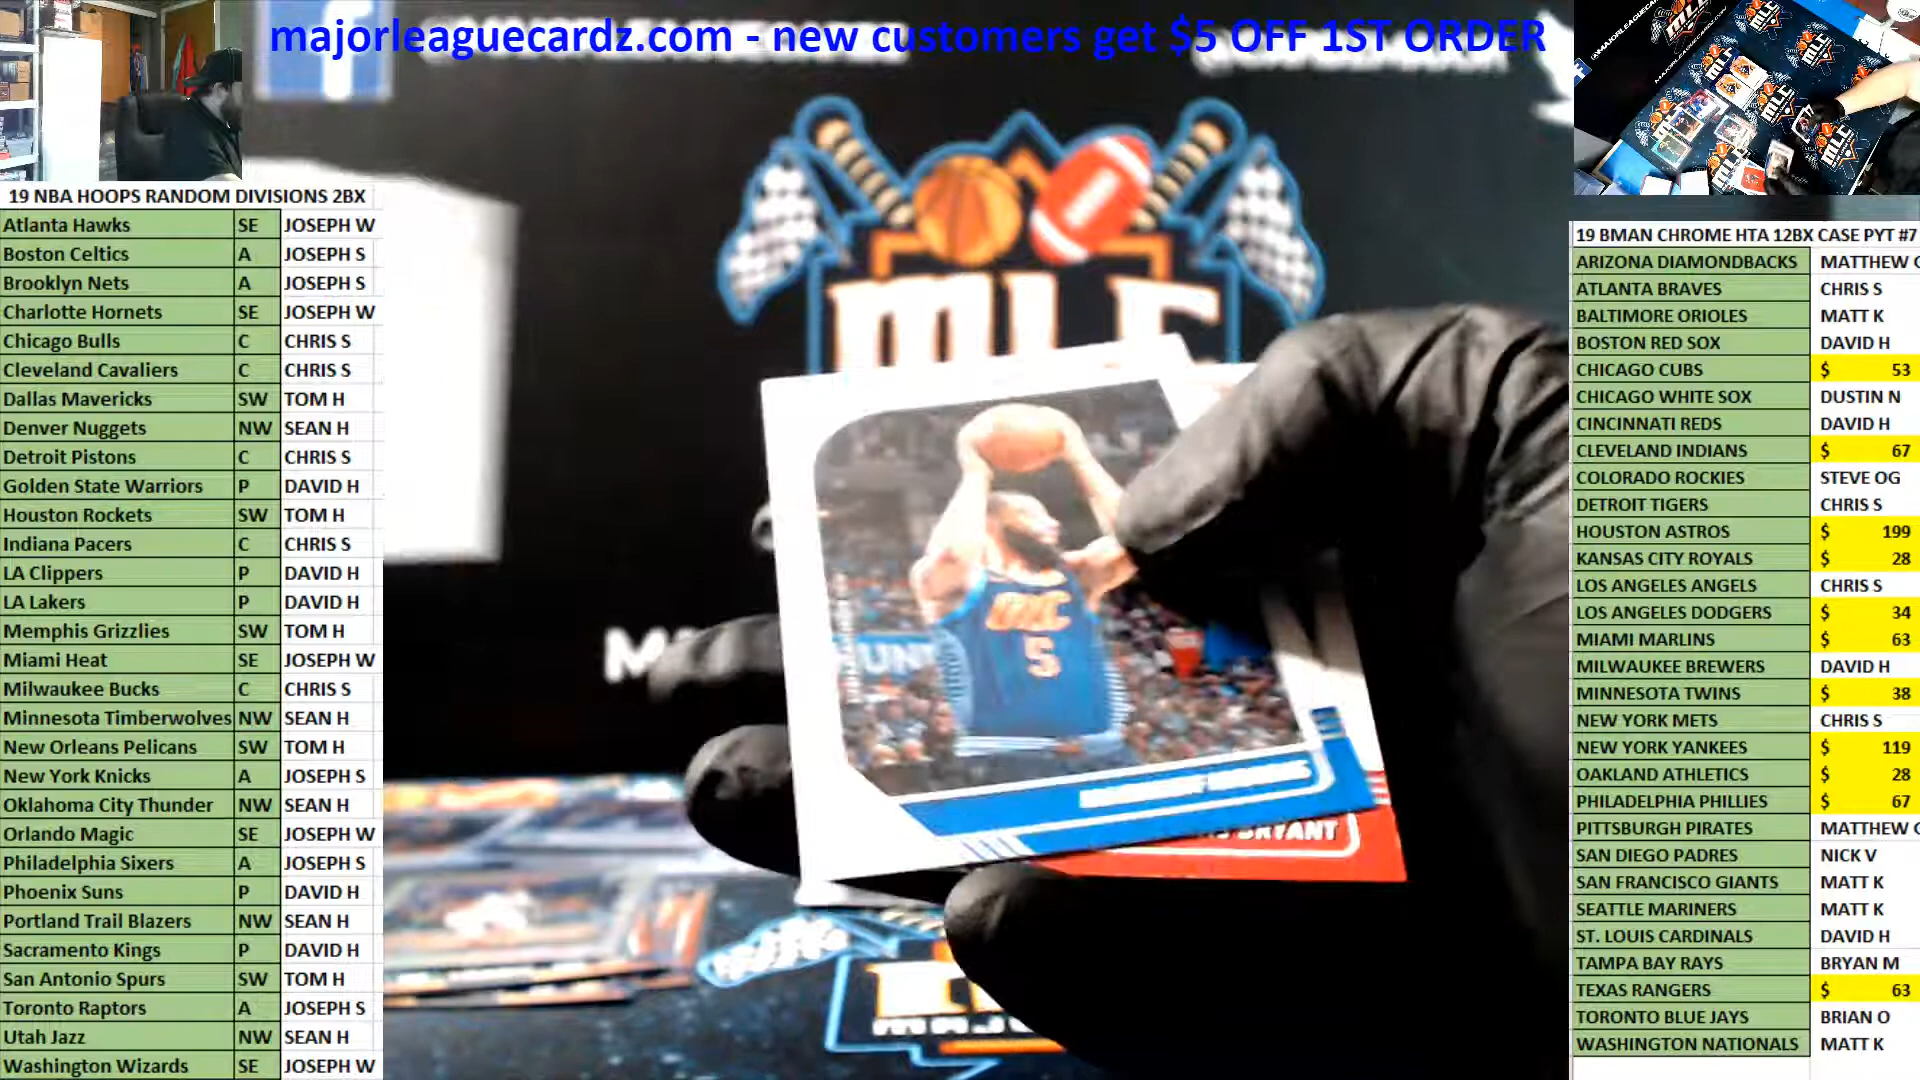 majorleaguecardz.com - new customers get $5 OFF 1ST ORDER
19 NBA HOOPS RANDOM DIVISIONS 2BX
Atlanta Hawks SE JOSEPH W
Boston Celtics A JOSEPH S
Brooklyn Nets A JOSEPH S
Charlotte Hornets SE JOSEPH W
Chicago Bulls C CHRIS S
Cleveland Cavaliers C CHRIS S
Dallas Mavericks SW TOM H
Denver Nuggets NW SEAN H
Detroit Pistons C CHRIS S
Golden State Warriors P DAVID H
Houston Rockets SW TOM H
Indiana Pacers C CHRIS S
LA Clippers P DAVID H
LA Lakers P DAVID H
Memphis Grizzlies SW TOM H
Miami Heat SE JOSEPH W
Milwaukee Bucks C CHRIS S
Minnesota Timberwolves NW SEAN H
New Orleans Pelicans SW TOM H
New York Knicks A JOSEPH S
Oklahoma City Thunder NW SEAN H
Orlando Magic SE JOSEPH W
Philadelphia Sixers A JOSEPH S
Phoenix Suns P DAVID H
Portland Trail Blazers NW SEAN H
Sacramento Kings P DAVID H
San Antonio Spurs SW TOM H
Toronto Raptors A JOSEPH S
Utah Jazz NW SEAN H
Washington Wizards SE JOSEPH W
MLC
OKC
5
BRYANT
19 BMAN CHROME HTA 12BX CASE PYT #7
ARIZONA DIAMONDBACKS MATTHEW
ATLANTA BRAVES CHRIS S
BALTIMORE ORIOLES MATT K
BOSTON RED SOX DAVID H
CHICAGO CUBS $ 53
CHICAGO WHITE SOX DUSTIN N
CINCINNATI REDS DAVID H
CLEVELAND INDIANS $ 67
COLORADO ROCKIES STEVE OG
DETROIT TIGERS CHRIS S
HOUSTON ASTROS $ 199
KANSAS CITY ROYALS $ 28
LOS ANGELES ANGELS CHRIS S
LOS ANGELES DODGERS $ 34
MIAMI MARLINS $ 63
MILWAUKEE BREWERS DAVID H
MINNESOTA TWINS $ 38
NEW YORK METS CHRIS S
NEW YORK YANKEES $ 119
OAKLAND ATHLETICS $ 28
PHILADELPHIA PHILLIES $ 67
PITTSBURGH PIRATES MATTHEW
SAN DIEGO PADRES NICK V
SAN FRANCISCO GIANTS MATT K
SEATTLE MARINERS MATT K
ST. LOUIS CARDINALS DAVID H
TAMPA BAY RAYS BRYAN M
TEXAS RANGERS $ 63
TORONTO BLUE JAYS BRIAN O
WASHINGTON NATIONALS MATT K